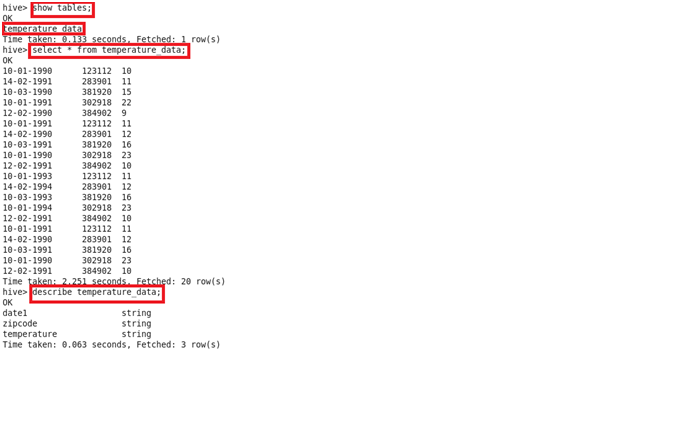 hive> show tables;
OK
temperature_data
Time taken: 0.133 seconds, Fetched: 1 row(s)
hive> select * from temperature_data;
OK
10-01-1990 123112 10
14-02-1991 283901 11
10-03-1990 381920 15
10-01-1991 302918 22
12-02-1990 384902 9
10-01-1991 123112 11
14-02-1990 283901 12
10-03-1991 381920 16
10-01-1990 302918 23
12-02-1991 384902 10
10-01-1993 123112 11
14-02-1994 283901 12
10-03-1993 381920 16
10-01-1994 302918 23
12-02-1991 384902 10
10-01-1991 123112 11
14-02-1990 283901 12
10-03-1991 381920 16
10-01-1990 302918 23
12-02-1991 384902 10
Time taken: 2.251 seconds, Fetched: 20 row(s)
hive> describe temperature_data;
OK
date1 string
zipcode string
temperature string
Time taken: 0.063 seconds, Fetched: 3 row(s)